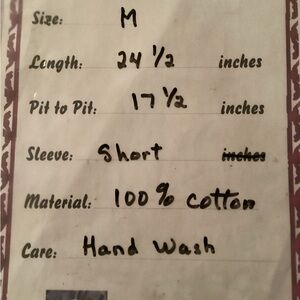 Size: M
Length: 24 1/2 inches
Pit to Pit: 17 1/2 inches
Sleeve: Short inches
Material: 100% cotton
Care: Hand Wash